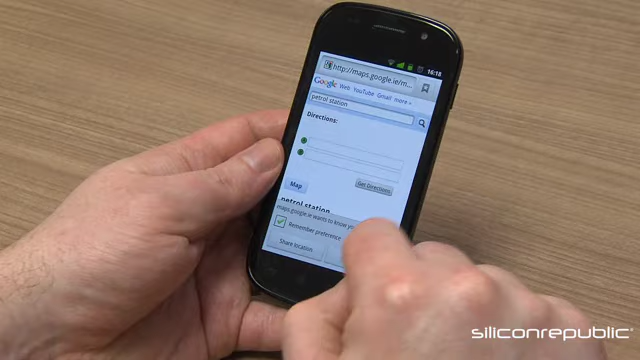 16:18
http://maps.google.ie/m...
Google Web YouTube Gmail more »
petrol station
Directions:
Get Directions
Map
petrol station
maps.google.ie wants to know yo
Remember preference
Share location
siliconrepublic